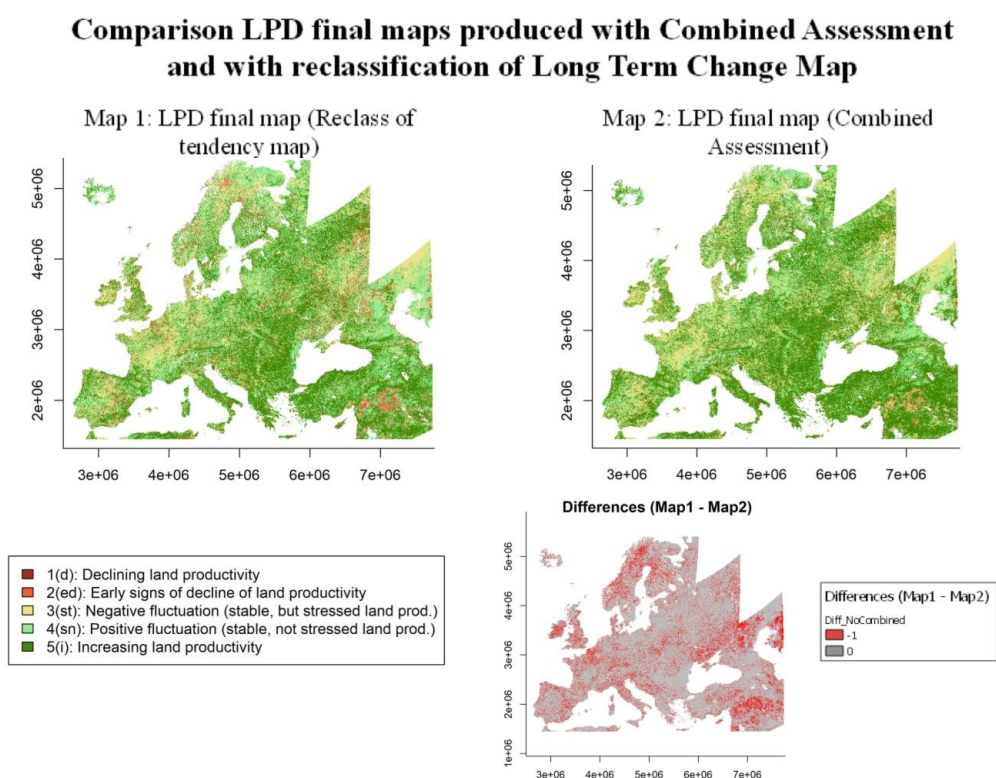 Comparison LPD final maps produced with Combined Assessment
and with reclassification of Long Term Change Map
Map 1: LPD final map (Reclass of
tendency map)
5e+06
4e+06
3e+06
2e+06
3e+06 4e+06 5e+06 6e+06 7e+06
Map 2: LPD final map (Combined
Assessment)
5e+06
4e+06
3e+06
2e+06
3e+06 4e+06 5e+06 6e+06 7e+06
1(d): Declining land productivity
2(ed): Early signs of decline of land productivity
3(st): Negative fluctuation (stable, but stressed land prod.)
4(sn): Positive fluctuation (stable, not stressed land prod.)
5(i): Increasing land productivity
Differences (Map1 - Map2)
5e+06
4e+06
3e+06
2e+06
1e+06
3e+06 4e+06 5e+06 6e+06 7e+06
Differences (Map1 - Map2)
Diff_NoCombined
-1
0